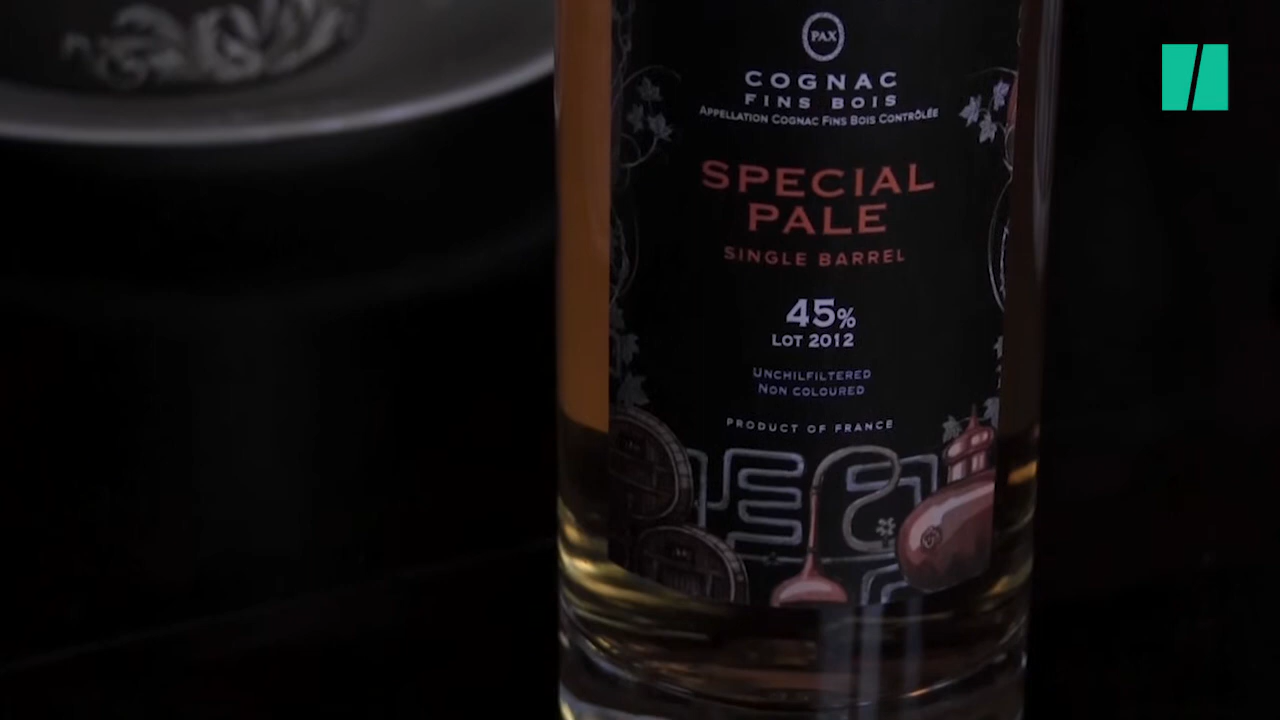 PAX
COGNAC
FINS BOIS
APPELLATION COGNAC FINS BOIS CONTRÔLÉE
SPECIAL
PALE
SINGLE BARREL
45%
LOT 2012
UNCHILFILTERED
NON COLOURED
PRODUCT OF FRANCE